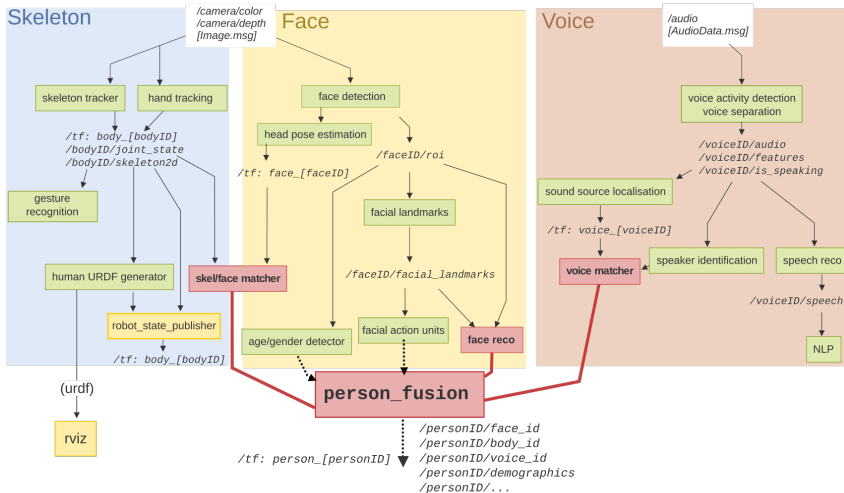 Skeleton
/camera/color
/camera/depth
[Image.msg]
Face
Voice
/audio
[AudioData.msg]
skeleton tracker
hand tracking
/tf: body_[bodyID]
/bodyID/joint_state
/bodyID/skeleton2d
gesture
recognition
human URDF generator
robot_state_publisher
/tf: body_[bodyID]
(urdf)
rviz
skel/face matcher
face detection
head pose estimation
/tf: face_[faceID]
/faceID/roi
facial landmarks
/faceID/facial_landmarks
age/gender detector
facial action units
face reco
voice activity detection
voice separation
/voiceID/audio
/voiceID/features
/voiceID/is_speaking
sound source localisation
/tf: voice_[voiceID]
voice matcher
speaker identification
speech reco
/voiceID/speech
NLP
person_fusion
/tf: person_[personID]
/personID/face_id
/personID/body_id
/personID/voice_id
/personID/demographics
/personID/...